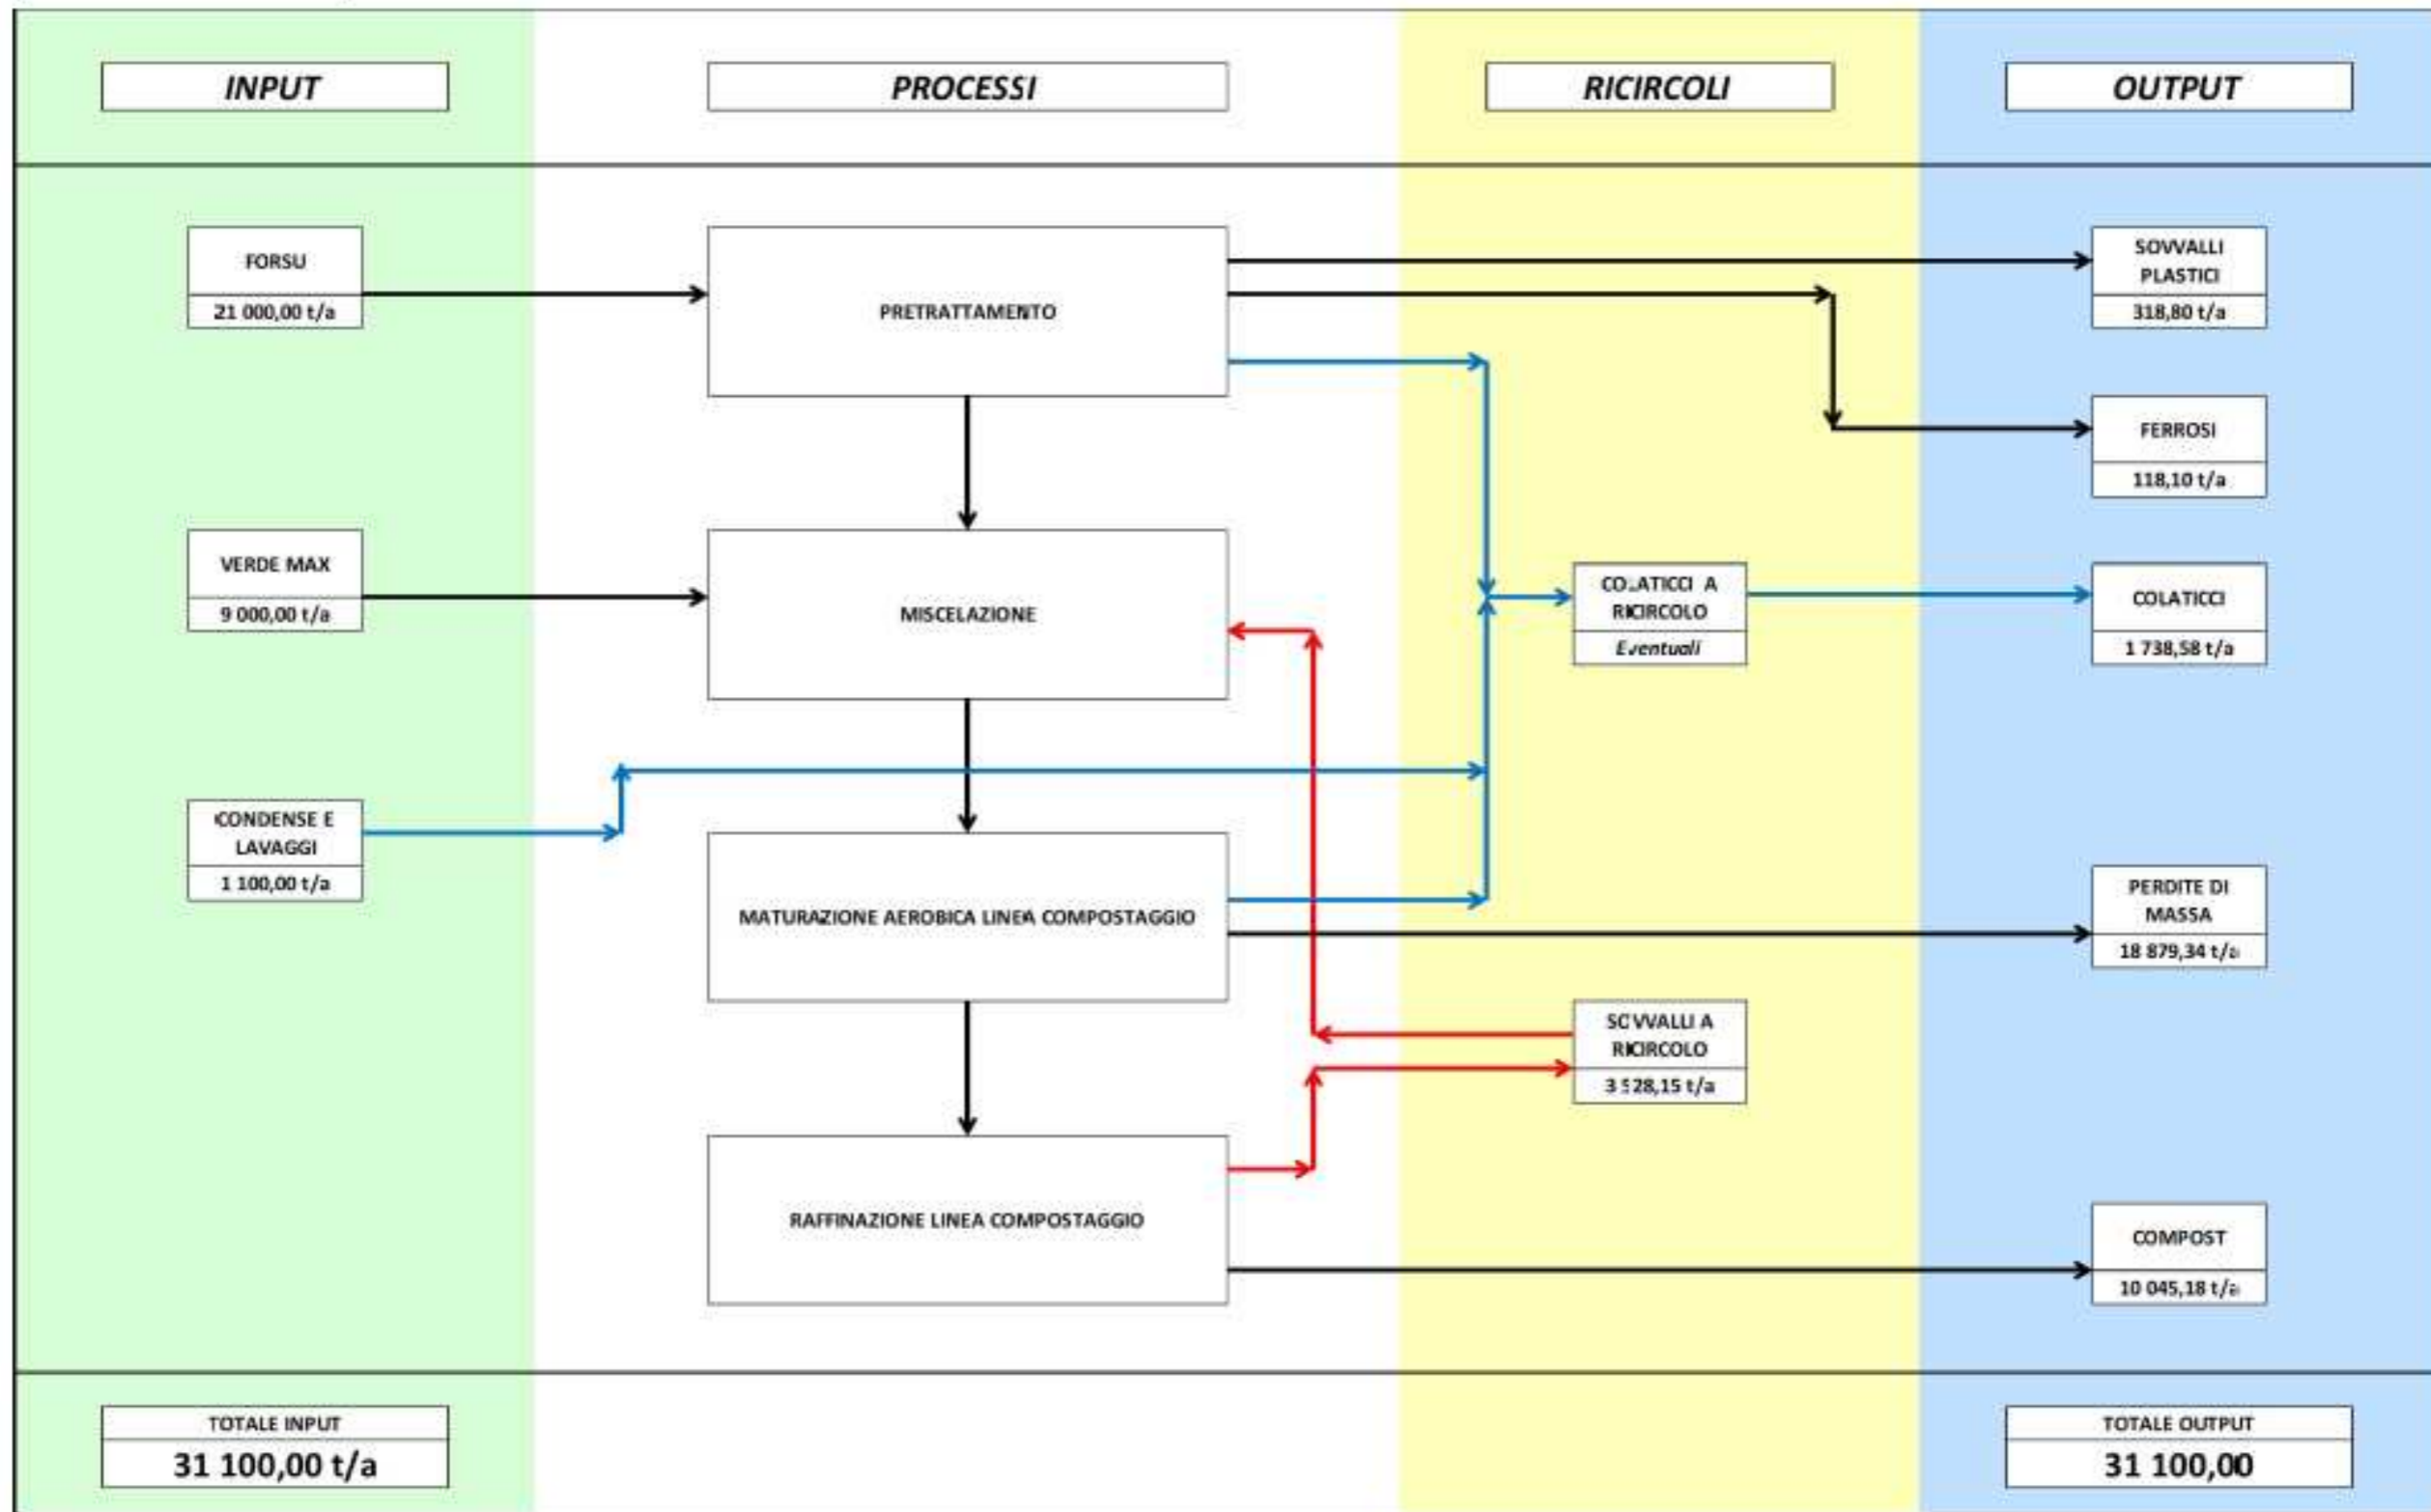 INPUT
PROCESSI
RICIRCOLI
OUTPUT
FORSU
21 000,00 t/a
PRETRATTAMENTO
SOVVALLI
PLASTICI
318,80 t/a
FERROSI
118,10 t/a
VERDE MAX
9 000,00 t/a
MISCELAZIONE
COLATICCI A
RICIRCOLO
Eventuali
COLATICCI
1 738,58 t/a
CONDENSE E
LAVAGGI
1 100,00 t/a
MATURAZIONE AEROBICA LINEA COMPOSTAGGIO
PERDITE DI
MASSA
18 879,34 t/a
SOVVALLI A
RICIRCOLO
3 528,15 t/a
RAFFINAZIONE LINEA COMPOSTAGGIO
COMPOST
10 045,18 t/a
TOTALE INPUT
31 100,00 t/a
TOTALE OUTPUT
31 100,00